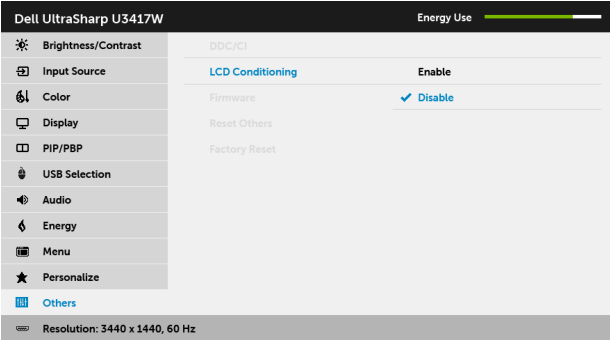 Dell UltraSharp U3417W Energy Use
Brightness/Contrast DDC/CI
Input Source LCD Conditioning Enable
Color Firmware Disable
Display Reset Others
PIP/PBP Factory Reset
USB Selection
Audio
Energy
Menu
Personalize
Others
Resolution: 3440 x 1440, 60 Hz